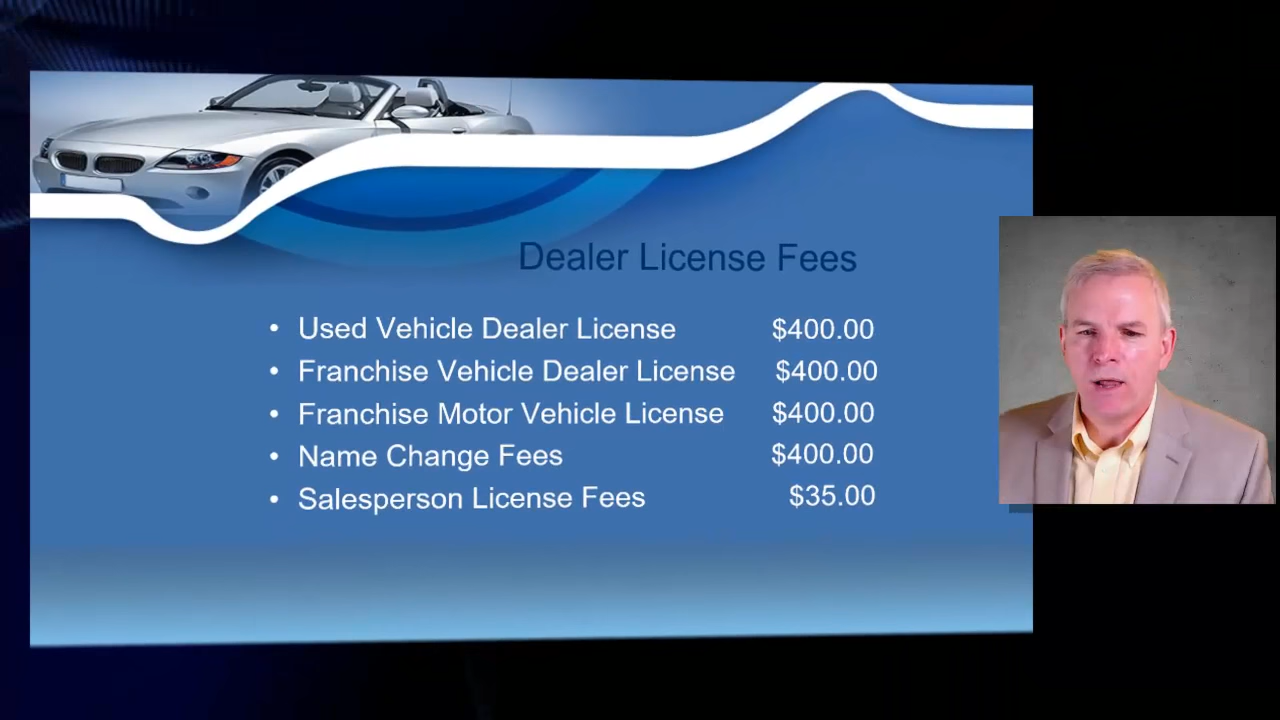 Dealer License Fees
• Used Vehicle Dealer License $400.00
• Franchise Vehicle Dealer License $400.00
• Franchise Motor Vehicle License $400.00
• Name Change Fees $400.00
• Salesperson License Fees $35.00